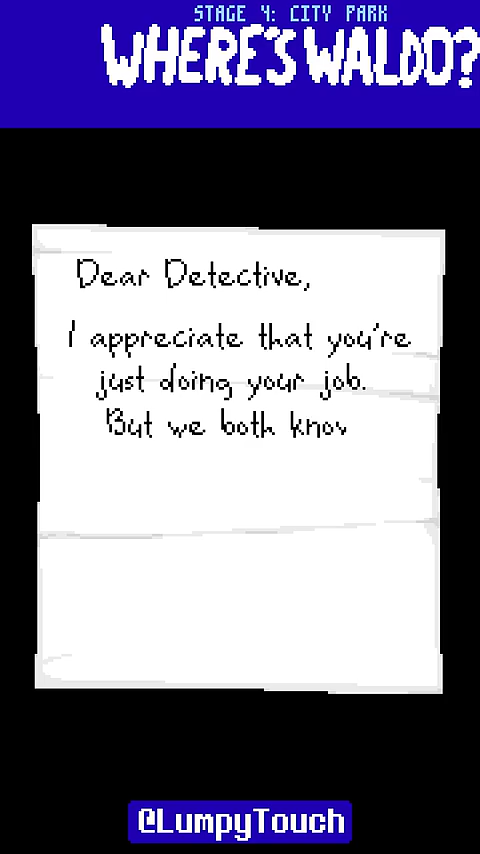 STAGE 4: CITY PARK
WHERE'S WALDO?
Dear Detective,
I appreciate that you're
just doing your job.
But we both knov
@LumpyTouch